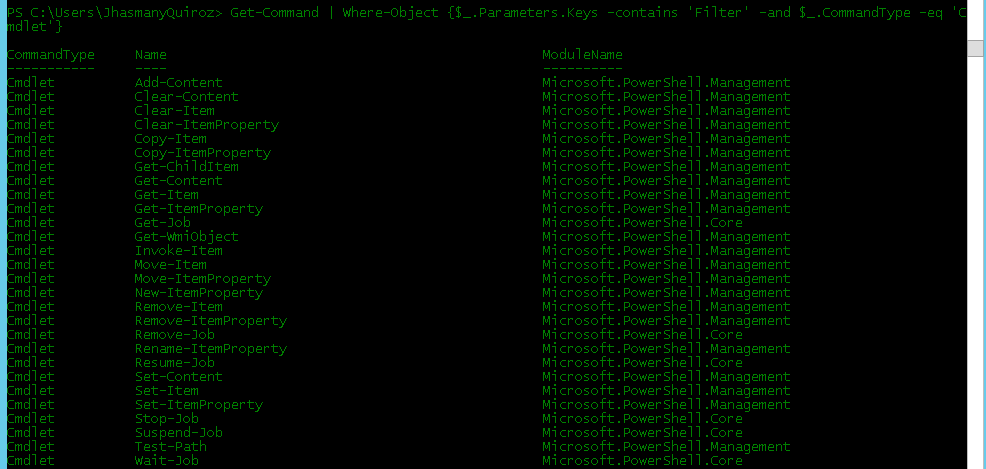 PS C:\Users\JhasmanyQuiroz> Get-Command | Where-Object {$_.Parameters.Keys -contains 'Filter' -and $_.CommandType -eq 'C
mdlet'}
CommandType     Name                                               ModuleName
-----------     ----                                               ----------
Cmdlet          Add-Content                                        Microsoft.PowerShell.Management
Cmdlet          Clear-Content                                      Microsoft.PowerShell.Management
Cmdlet          Clear-Item                                         Microsoft.PowerShell.Management
Cmdlet          Clear-ItemProperty                                 Microsoft.PowerShell.Management
Cmdlet          Copy-Item                                          Microsoft.PowerShell.Management
Cmdlet          Copy-ItemProperty                                  Microsoft.PowerShell.Management
Cmdlet          Get-ChildItem                                      Microsoft.PowerShell.Management
Cmdlet          Get-Content                                        Microsoft.PowerShell.Management
Cmdlet          Get-Item                                           Microsoft.PowerShell.Management
Cmdlet          Get-ItemProperty                                   Microsoft.PowerShell.Management
Cmdlet          Get-Job                                            Microsoft.PowerShell.Core
Cmdlet          Get-WmiObject                                      Microsoft.PowerShell.Management
Cmdlet          Invoke-Item                                        Microsoft.PowerShell.Management
Cmdlet          Move-Item                                          Microsoft.PowerShell.Management
Cmdlet          Move-ItemProperty                                  Microsoft.PowerShell.Management
Cmdlet          New-ItemProperty                                   Microsoft.PowerShell.Management
Cmdlet          Remove-Item                                        Microsoft.PowerShell.Management
Cmdlet          Remove-ItemProperty                                Microsoft.PowerShell.Management
Cmdlet          Remove-Job                                         Microsoft.PowerShell.Core
Cmdlet          Rename-ItemProperty                                Microsoft.PowerShell.Management
Cmdlet          Resume-Job                                         Microsoft.PowerShell.Core
Cmdlet          Set-Content                                        Microsoft.PowerShell.Management
Cmdlet          Set-Item                                           Microsoft.PowerShell.Management
Cmdlet          Set-ItemProperty                                   Microsoft.PowerShell.Management
Cmdlet          Stop-Job                                           Microsoft.PowerShell.Core
Cmdlet          Suspend-Job                                        Microsoft.PowerShell.Core
Cmdlet          Test-Path                                          Microsoft.PowerShell.Management
Cmdlet          Wait-Job                                           Microsoft.PowerShell.Core